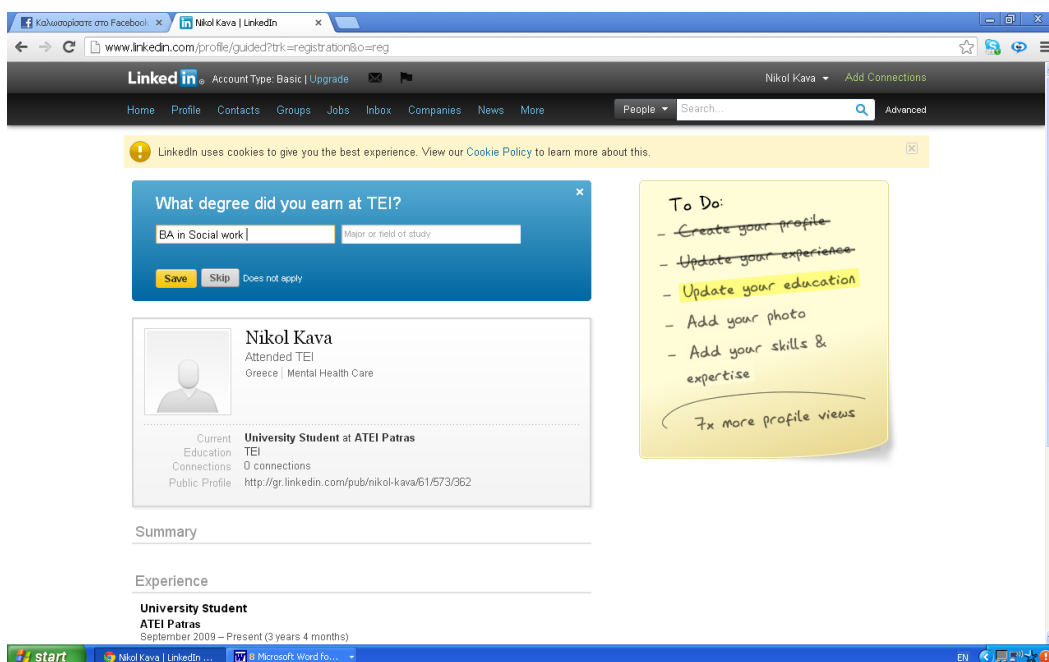 Καλωσορίσατε στο Facebook
Nikol Kava | LinkedIn
www.linkedin.com/profile/guided?trk=registration&o=reg
Linked in Account Type: Basic | Upgrade Nikol Kava Add Connections
Home Profile Contacts Groups Jobs Inbox Companies News More People Search... Advanced
LinkedIn uses cookies to give you the best experience. View our Cookie Policy to learn more about this.
What degree did you earn at TEI?
BA in Social work Major or field of study
Save Skip Does not apply
Nikol Kava
Attended TEI
Greece | Mental Health Care
Current University Student at ATEI Patras
Education TEI
Connections 0 connections
Public Profile http://gr.linkedin.com/pub/nikol-kava/61/573/362
Summary
Experience
University Student
ATEI Patras
September 2009 – Present (3 years 4 months)
To Do:
- Create your profile
- Update your experience
- Update your education
- Add your photo
- Add your skills &
expertise
7x more profile views
start Nikol Kava | LinkedIn ... 8 Microsoft Word fo... EN